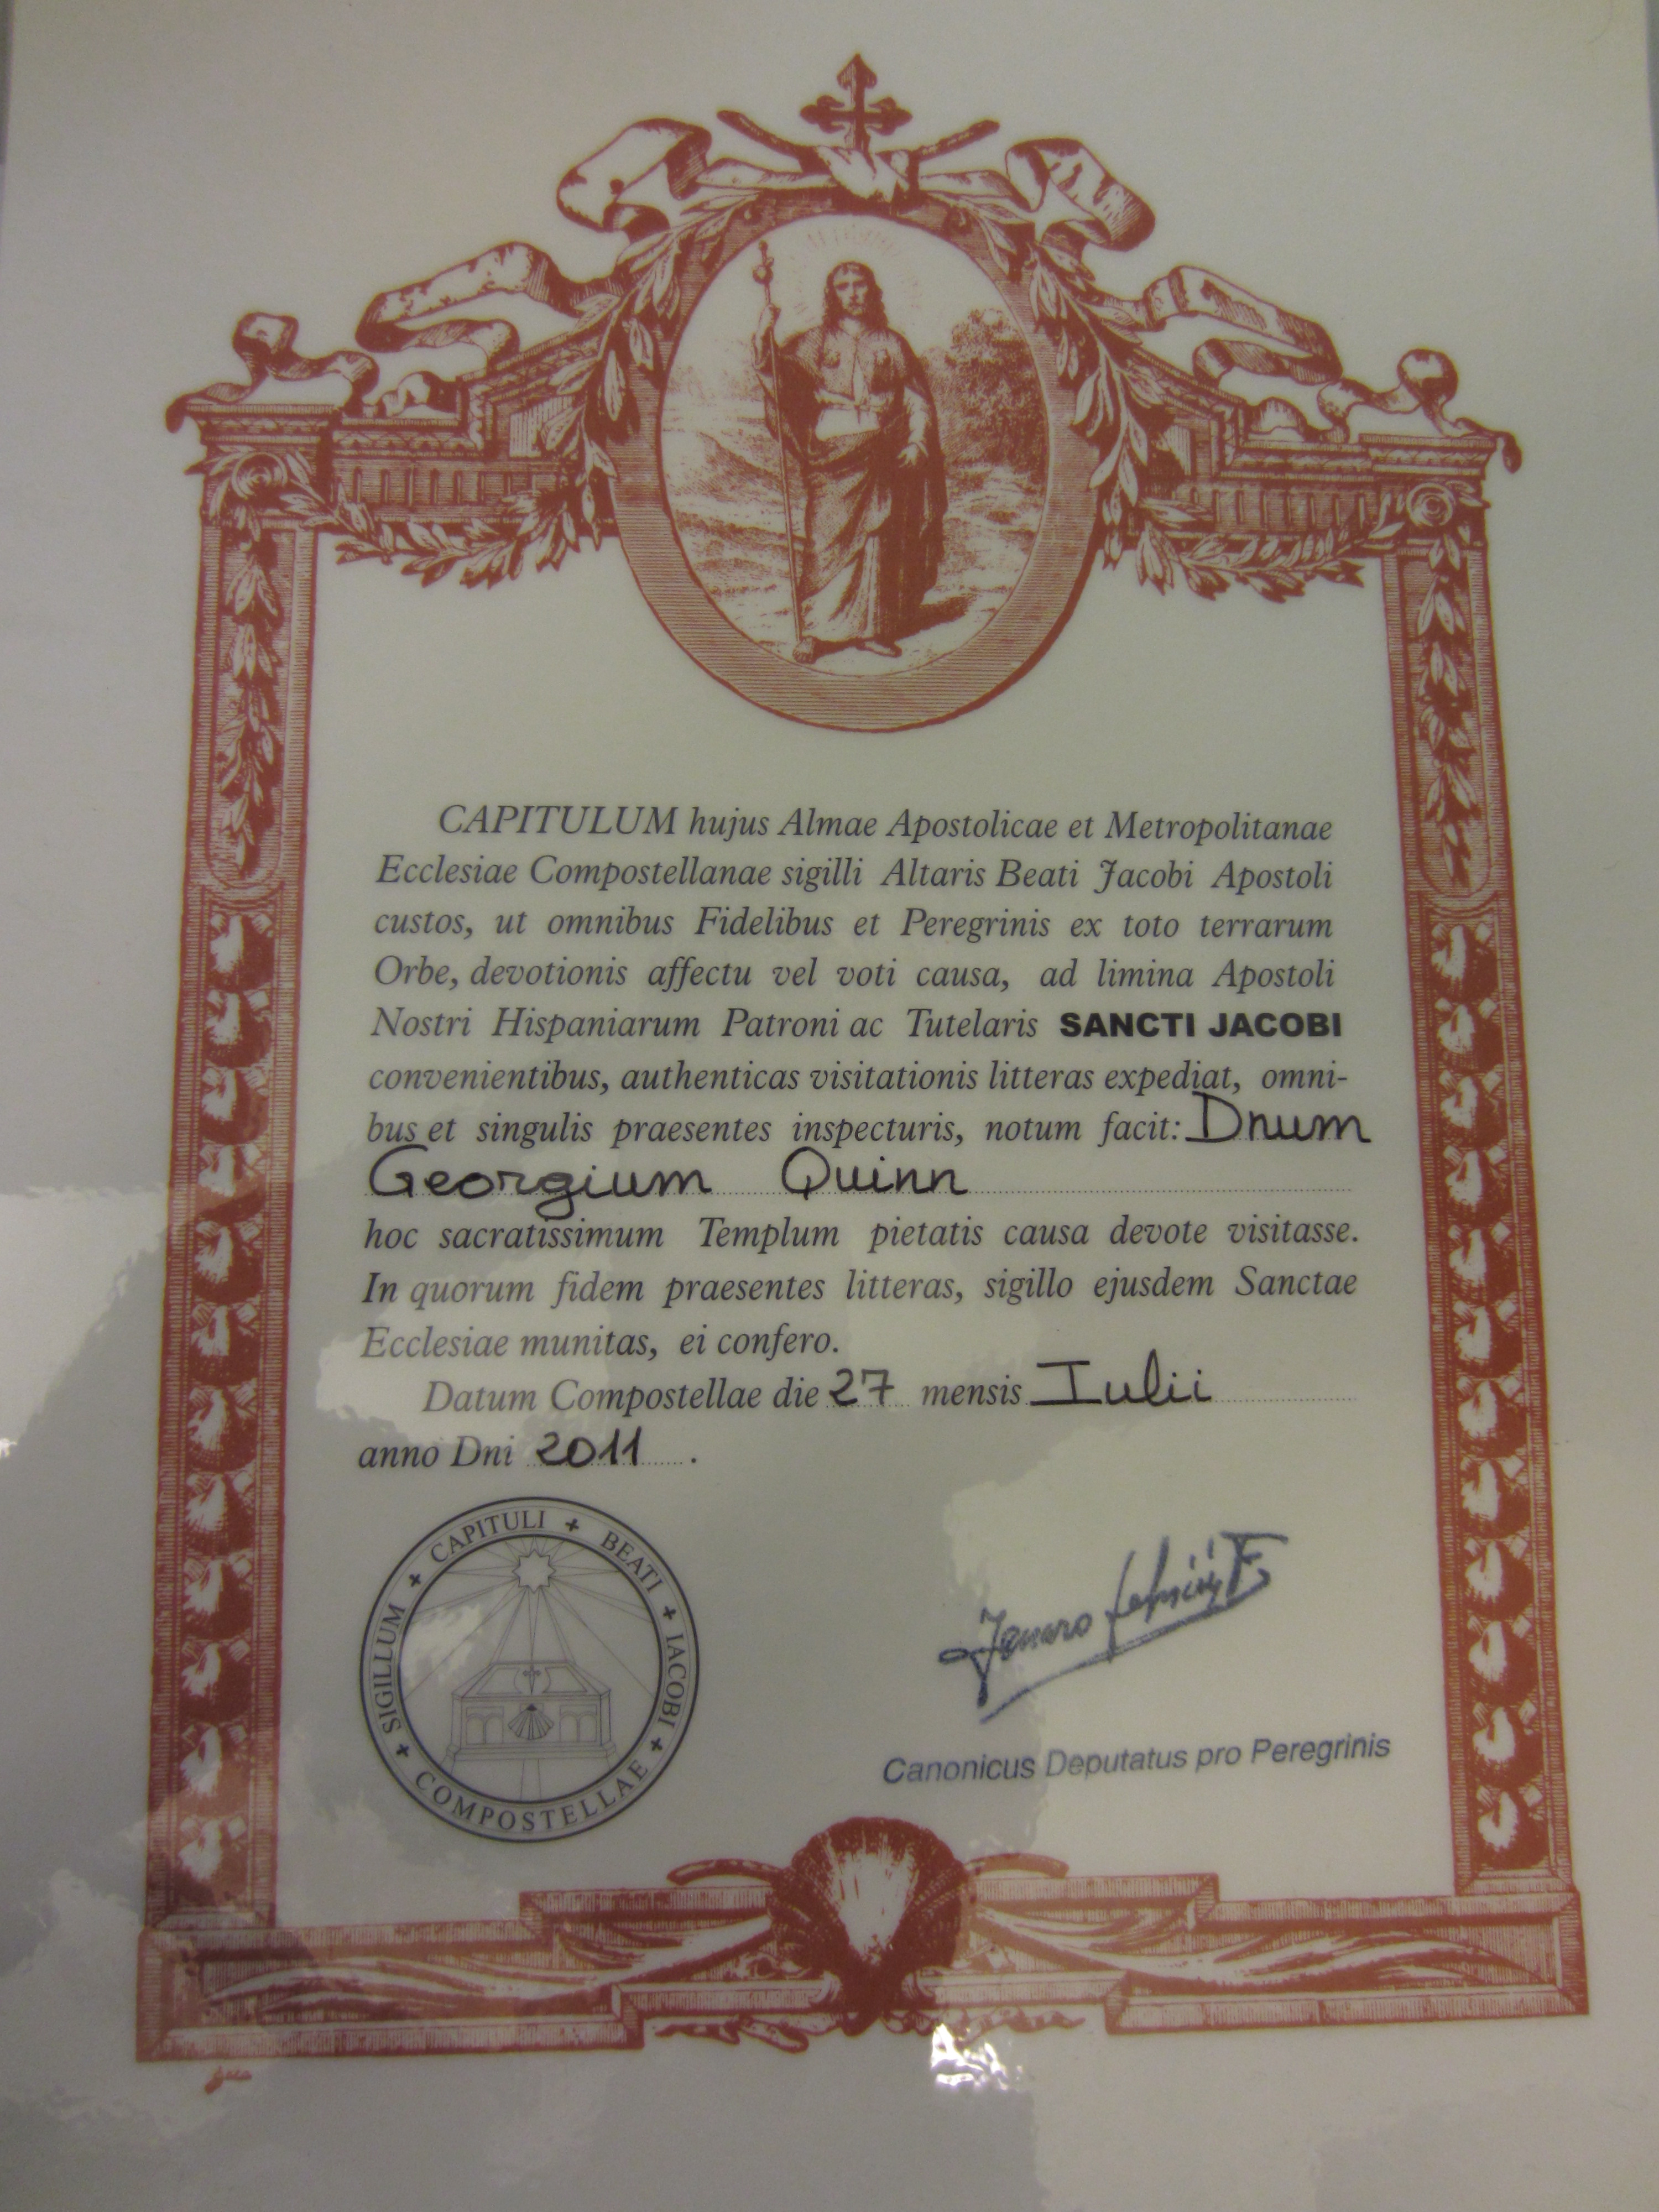 CAPITULUM hujus Almae Apostolicae et Metropolitanae
Ecclesiae Compostellanae sigilli Altaris Beati Jacobi Apostoli
custos, ut omnibus Fidelibus et Peregrinis ex toto terrarum
Orbe, devotionis affectu vel voti causa, ad limina Apostoli
Nostri Hispaniarum Patroni ac Tutelaris SANCTI JACOBI
convenientibus, authenticas visitationis litteras expediat, omni-
bus et singulis praesentes inspecturis, notum facit: Dnum
Georgium Quinn
hoc sacratissimum Templum pietatis causa devote visitasse.
In quorum fidem praesentes litteras, sigillo ejusdem Sanctae
Ecclesiae munitas, ei confero.
Datum Compostellae die 27 mensis Iulii
anno Dni 2011 .
SIGILLUM + CAPITULI + BEATI + IACOBI + COMPOSTELLAE +
Canonicus Deputatus pro Peregrinis